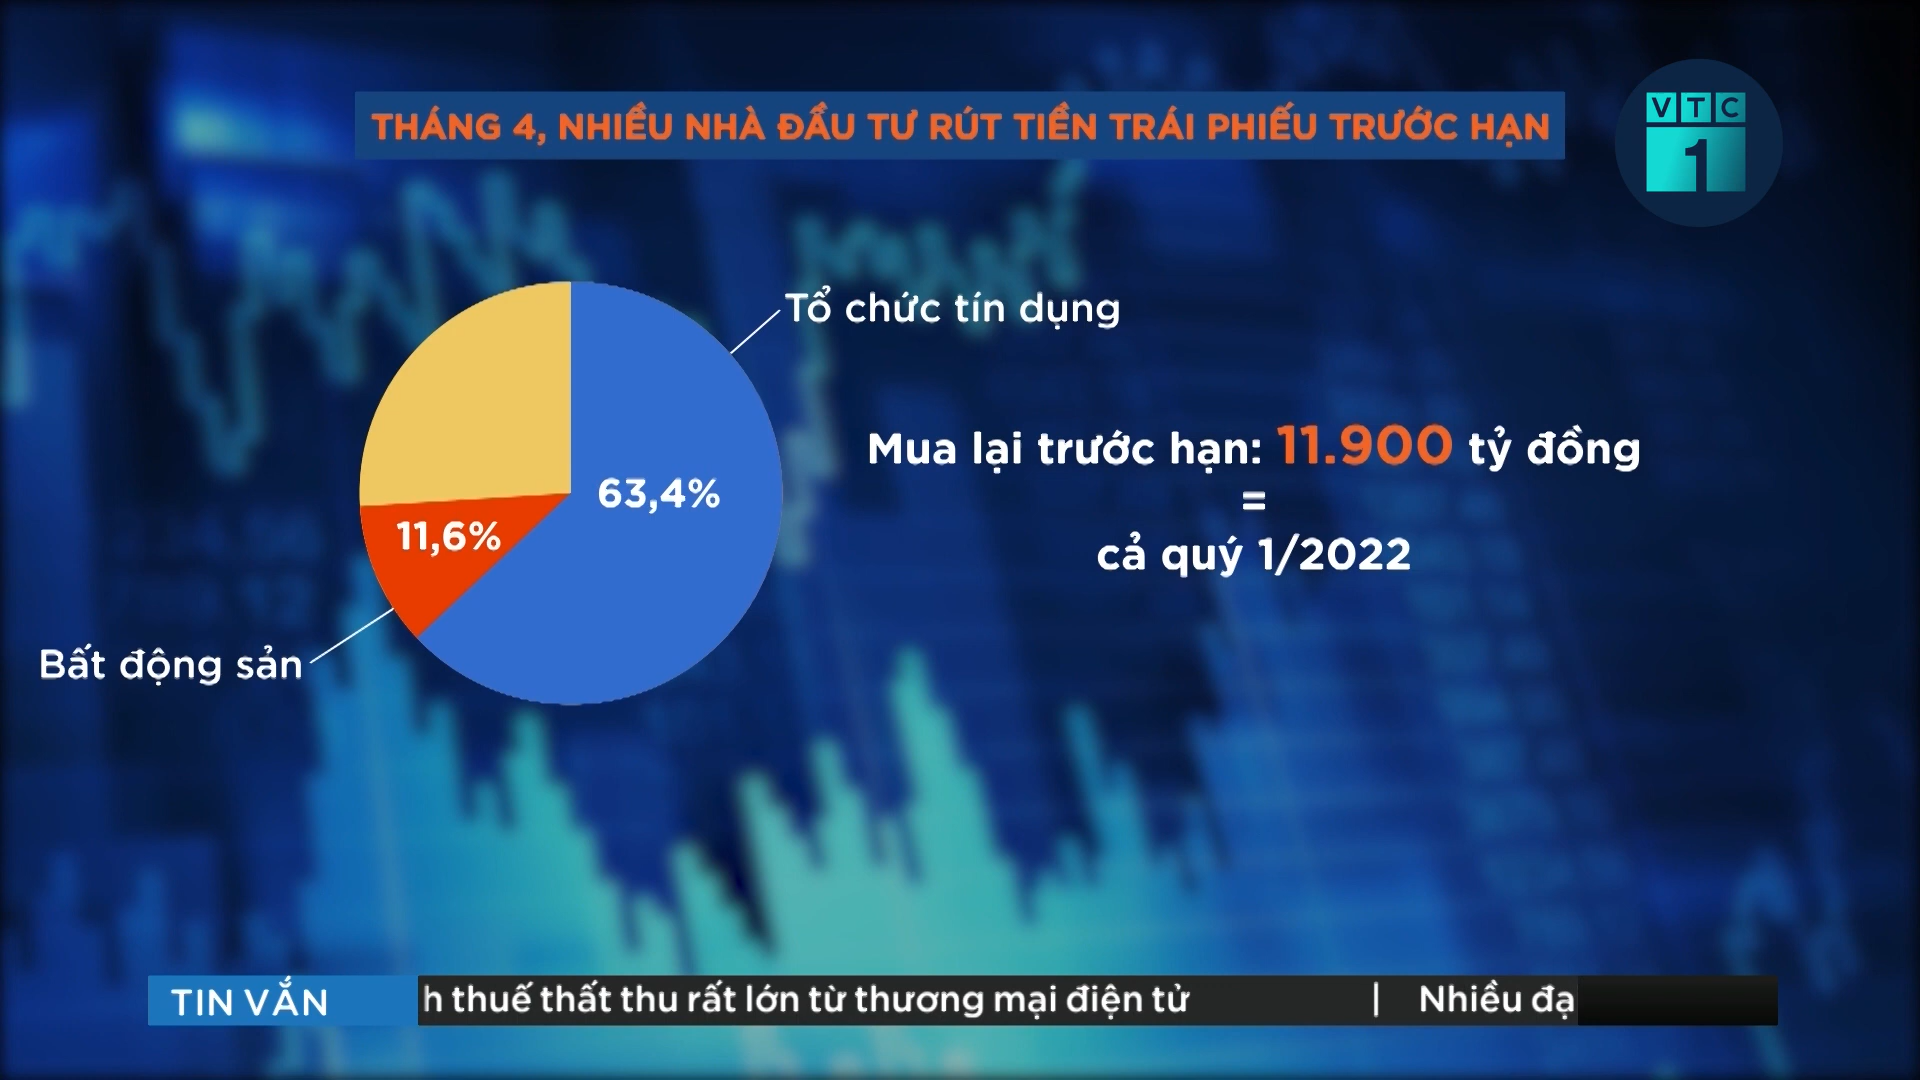 THÁNG 4, NHIỀU NHÀ ĐẦU TƯ RÚT TIỀN TRÁI PHIẾU TRƯỚC HẠN
VTC
1
Tổ chức tín dụng
63,4%
11,6%
Bất động sản
Mua lại trước hạn: 11.900 tỷ đồng
=
cả quý 1/2022
TIN VẮN
h thuế thất thu rất lớn từ thương mại điện tử | Nhiều đạ